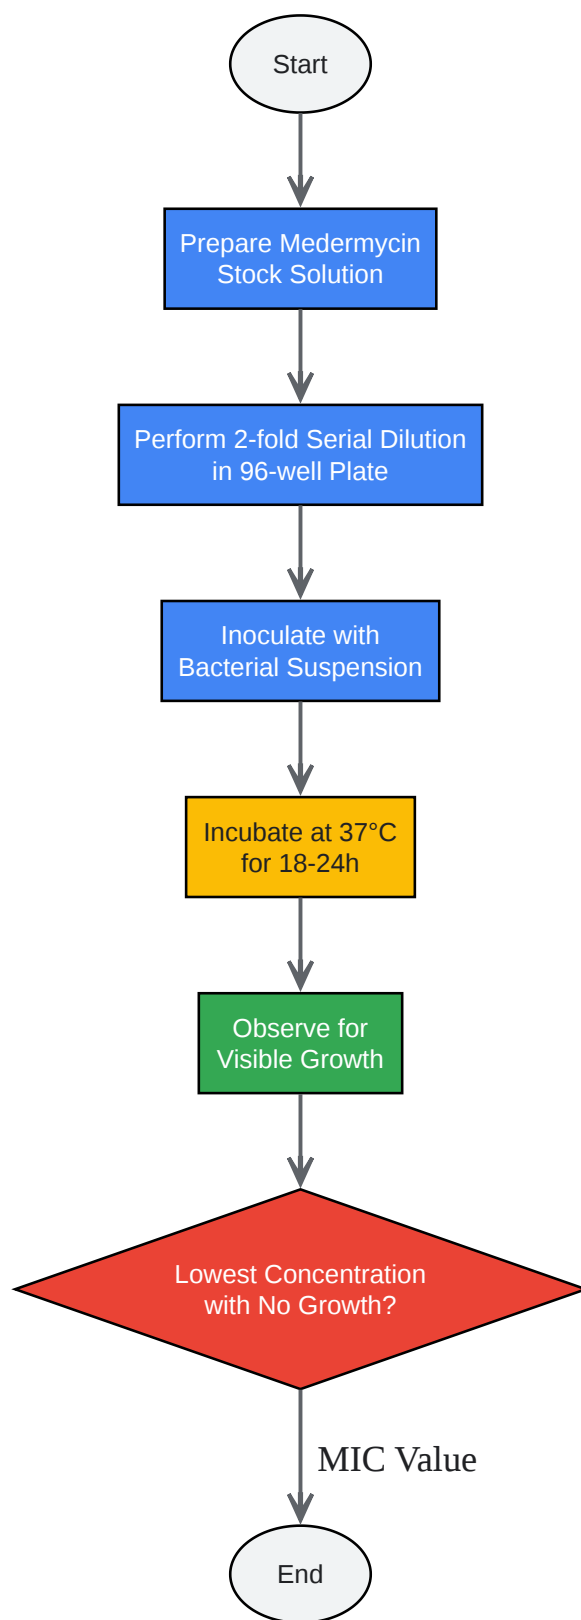 Start
Prepare Medermycin
Stock Solution
Perform 2-fold Serial Dilution
in 96-well Plate
Inoculate with
Bacterial Suspension
Incubate at 37°C
for 18-24h
Observe for
Visible Growth
Lowest Concentration
with No Growth?
MIC Value
End